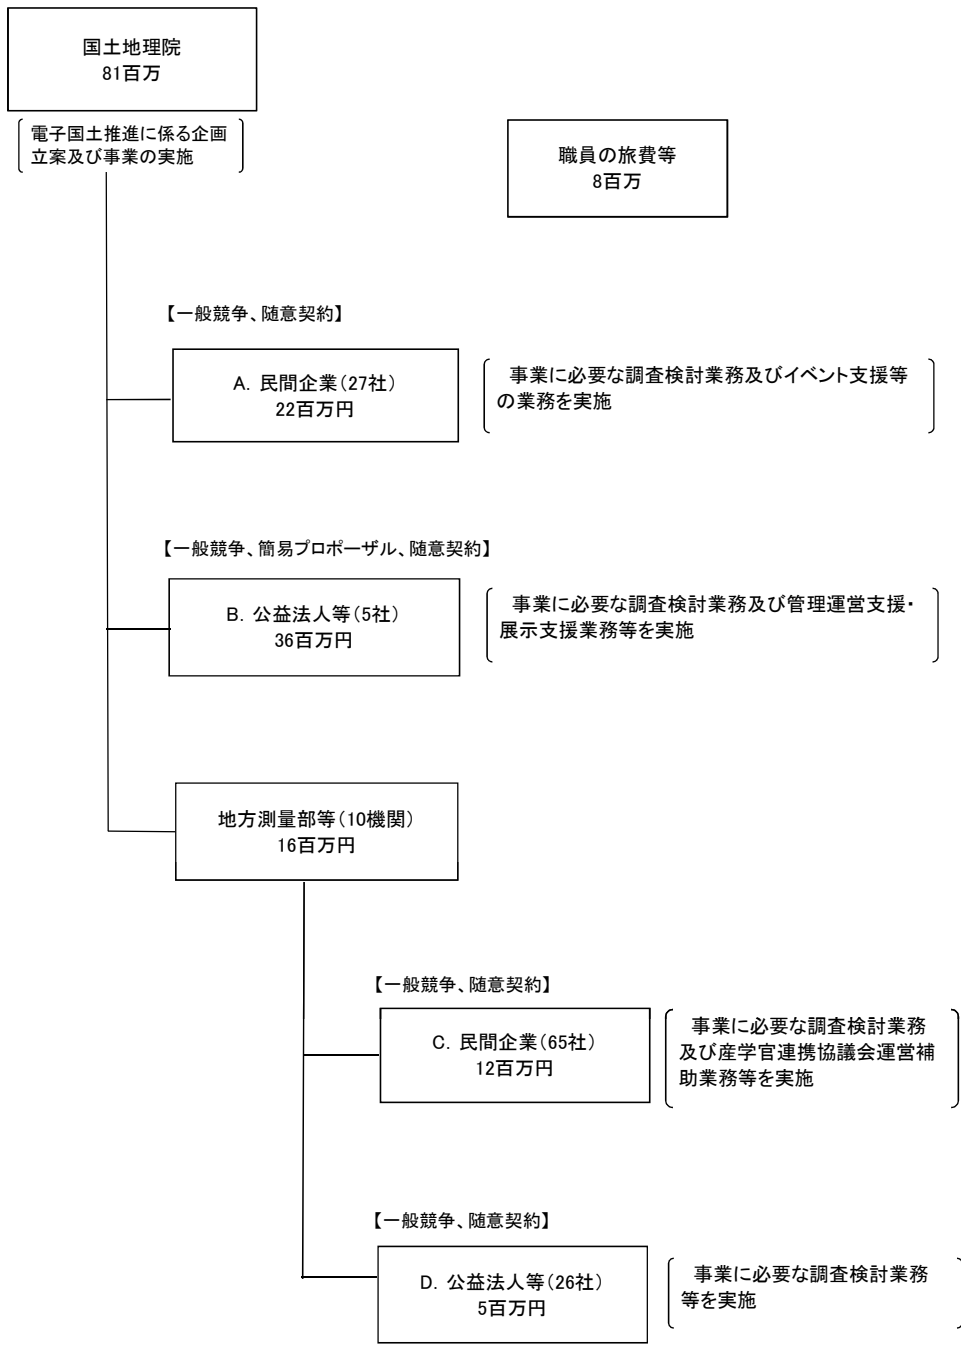 国土地理院
81百万
電子国土推進に係る企画
立案及び事業の実施
職員の旅費等
8百万
【一般競争、随意契約】
A. 民間企業(27社)
22百万円
事業に必要な調査検討業務及びイベント支援等
の業務を実施
【一般競争、簡易プロポーザル、随意契約】
B. 公益法人等(5社)
36百万円
事業に必要な調査検討業務及び管理運営支援・
展示支援業務等を実施
地方測量部等(10機関)
16百万円
【一般競争、随意契約】
C. 民間企業(65社)
12百万円
事業に必要な調査検討業務
及び産学官連携協議会運営補
助業務等を実施
【一般競争、随意契約】
D. 公益法人等(26社)
5百万円
事業に必要な調査検討業務
等を実施